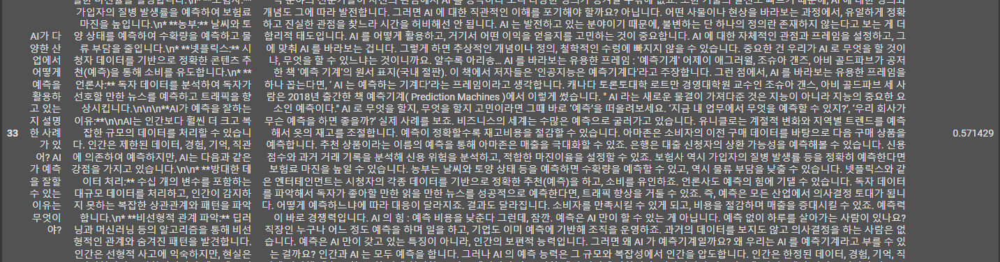 33
AI가 다
양한 산
업에서
어떻게
예측을
활용하
고 있는
지 설명
한 사례
가 있
어? AI
가 예측
을 잘할
수 있는
이유는
무엇이
야?
가입자의 질병 발생률을 예측하여 보험료
마진을 높입니다.\n* **농부:** 날씨와 토
양 상태를 예측하여 수확량을 예측하고 물
류 부담을 줄입니다.\n* **넷플릭스:** 시
청자 데이터를 기반으로 정확한 콘텐츠 추
천(예측)을 통해 소비를 유도합니다.\n* **
언론사:** 독자 데이터를 분석하여 독자가
선호할 만한 뉴스를 예측하고 트래픽을 향
상시킵니다.\n\n\n**AI가 예측을 잘하는
이유:**\n\nAI는 인간보다 훨씬 더 크고 복
잡한 규모의 데이터를 처리할 수 있습니
다. 인간은 제한된 데이터, 경험, 기억, 직관
에 의존하여 예측하지만, AI는 다음과 같은
강점을 가지고 있습니다.\n\n* **방대한 데
이터 처리:** 수십 개의 변수를 포함하는
대규모 데이터를 처리하고, 인간이 감지하
지 못하는 복잡한 상관관계와 패턴을 파악
합니다.\n* **비선형적 관계 파악:** 딥러
닝과 머신러닝 등의 알고리즘을 통해 비선
형적인 관계와 숨겨진 패턴을 발견합니다.
인간은 선형적 사고에 익숙하지만, 현실은
개념도 그에 따라 발전합니다. 그러면 AI 에 대한 직관적인 이해를 포기해야 할까요? 아닙니다. 어떤 사물이나 현상을 바라보는 과정에서, 유일하게 정확
하고 진실한 관점을 찾느라 시간을 허비해선 안 됩니다. AI 는 발전하고 있는 분야이기 때문에, 불변하는 단 하나의 정의란 존재하지 않는다고 보는 게 더
합리적 태도입니다. AI 를 어떻게 활용하고, 거기서 어떤 이익을 얻을지를 고민하는 것이 중요합니다. AI 에 대한 자체적인 관점과 프레임을 설정하고, 그
에 맞춰 AI 를 바라보는 겁니다. 그렇게 하면 추상적인 개념이나 정의, 철학적인 수렁에 빠지지 않을 수 있습니다. 중요한 건 우리가 AI 로 무엇을 할 것이
냐, 무엇을 할 수 있느냐는 것이니까요. 알수록 아리송… AI 를 바라보는 유용한 프레임 : '예측 기계' 어제이 애그러월, 조슈아 갠즈, 아비 골드파브가 공저
한 책 '예측 기계'의 원서 표지(국내 절판). 이 책에서 저자들은 '인공지능은 예측기계다'라고 주장합니다. 그런 점에서, AI 를 바라보는 유용한 프레임을
하나 꼽는다면, ‘ AI 는 예측하는 기계다’라는 프레임이라고 생각합니다. 캐나다 토론토대학 로트만 경영대학원 교수인 조슈아 갠스, 아비 골드파브 세 사
람은 2018년 출간한 책 예측기계( Prediction Machines )에서 이렇게 썼습니다. " AI 라는 새로운 물결이 가져다준 것은 지능이 아니라 지능의 중요한 요
소인 예측이다." AI 로 무엇을 할지, 무엇을 할지 고민이라면 그때 바로 ‘예측’을 떠올려보세요. ‘지금 내 업무에서 무엇을 예측할 수 있지?’, ‘우리 회사가
무슨 예측을 하면 좋을까?’ 실제 사례를 보죠. 비즈니스의 세계는 수많은 예측으로 굴러가고 있습니다. 유니클로는 계절적 변화와 지역별 트렌드를 예측
해서 옷의 재고를 조절합니다. 예측이 정확할수록 재고비용을 절감할 수 있습니다. 아마존은 소비자의 이전 구매 데이터를 바탕으로 다음 구매 상품을
예측합니다. 추천 상품이라는 이름의 예측을 통해 아마존은 매출을 극대화할 수 있죠. 은행은 대출 신청자의 상환 가능성을 예측해볼 수 있습니다. 신용
점수와 과거 거래 기록을 분석해 신용 위험을 분석하고, 적합한 마진이율을 설정할 수 있죠. 보험사 역시 가입자의 질병 발생률 등을 정확히 예측한다면
보험료 마진을 높일 수 있습니다. 농부는 날씨와 토양 상태 등을 예측하면 수확량을 예측할 수 있고, 역시 물류 부담을 낮출 수 있습니다. 넷플릭스와 같
은 엔터테인먼트는 시청자의 각종 데이터를 기반으로 정확한 추천(예측)을 하고, 소비를 유인하죠. 언론사도 예측의 힘에 기댈 수 있습니다. 독자 데이터
를 파악해서 독자가 좋아할 만한 읽을 만한 뉴스를 성공적으로 예측한다면, 트래픽 향상을 거둘 수 있죠. 즉, 예측은 모든 산업에서 의사결정 토대가 됩니
다. 어떻게 예측하느냐에 따라 대응이 달라지죠. 결과도 달라집니다. 소비자를 만족시킬 수 있게 되고, 비용을 절감하며 매출을 증대시킬 수 있죠. 예측력
이 바로 경쟁력입니다. AI 의 힘 : 예측 비용을 낮춘다 그런데, 잠깐. 예측은 AI 만이 할 수 있는 게 아닙니다. 예측 없이 하루를 살아가는 사람이 있나요?
직장인 누구나 어느 정도 예측을 하며 일을 하고, 기업도 이미 예측에 기반해 조직을 운영하죠. 과거의 데이터를 보지도 않고 의사결정을 하는 사람은 없
습니다. 예측은 AI 만이 갖고 있는 특징이 아니라, 인간의 보편적 능력입니다. 그러면 왜 AI 가 예측기계일까요? 왜 우리는 AI 를 예측기계라고 부를 수 있
는 걸까요? 인간과 AI 는 모두 예측을 합니다. 그러나 AI 의 예측 능력은 그 규모와 복잡성에서 인간을 압도합니다. 인간은 한정된 데이터, 경험, 기억, 직
0.571429